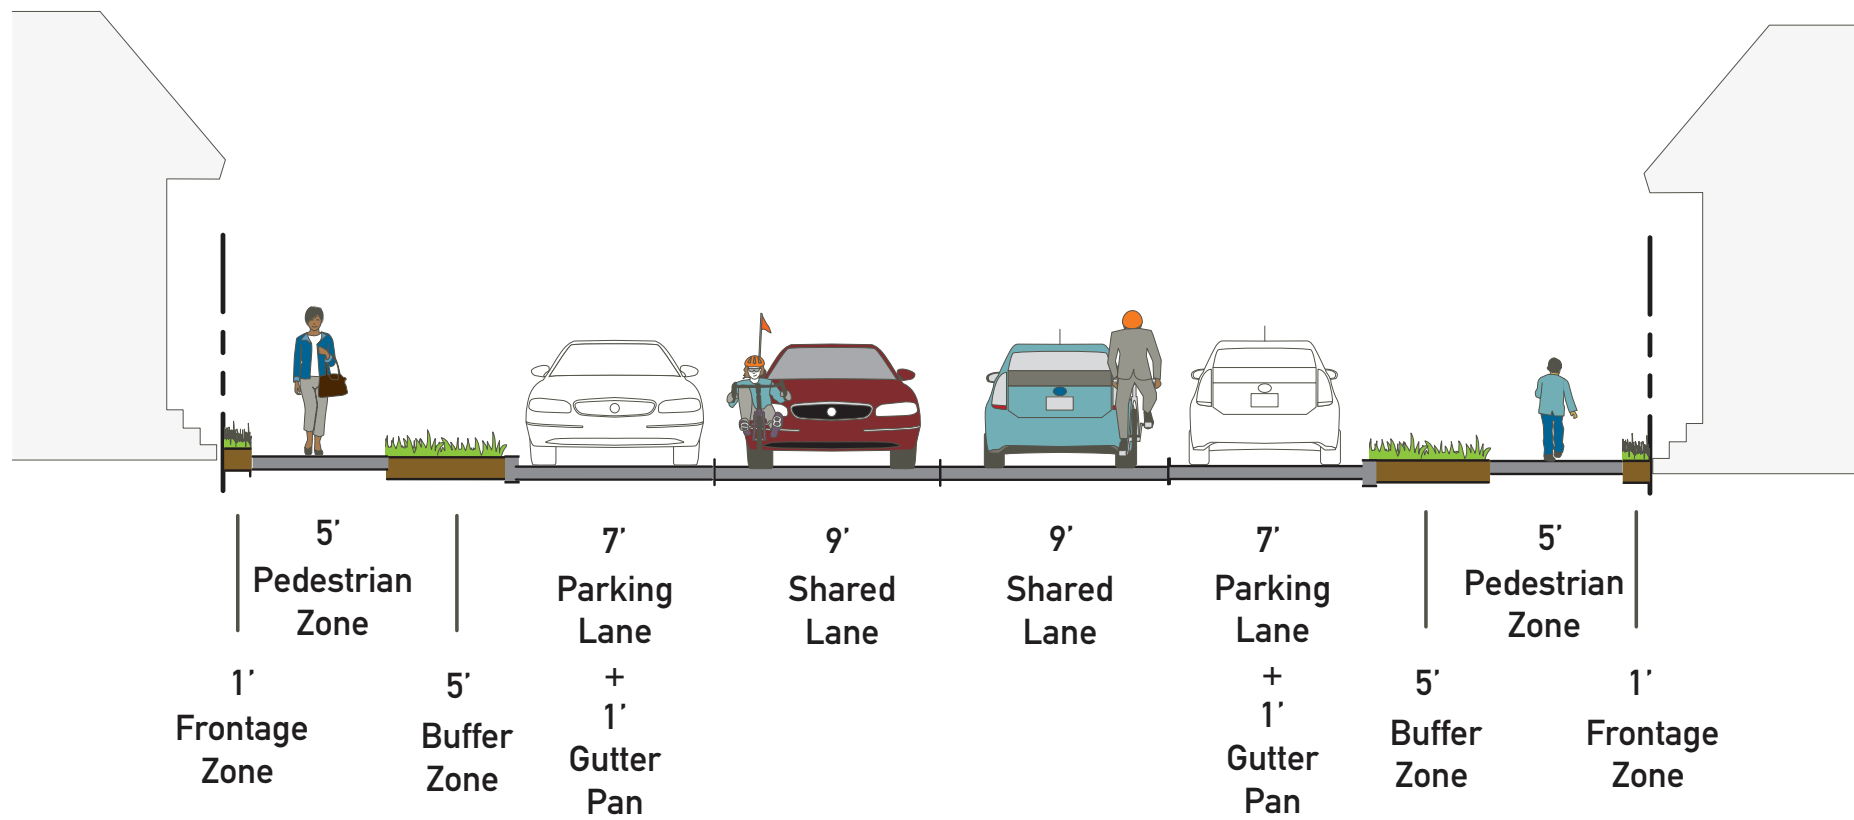 5’
Pedestrian
Zone
7’
Parking
Lane
+
1’
Gutter
Pan
9’
Shared
Lane
9’
Shared
Lane
7’
Parking
Lane
+
1’
Gutter
Pan
5’
Pedestrian
Zone
1’
Frontage
Zone
5’
Buffer
Zone
5’
Buffer
Zone
1’
Frontage
Zone